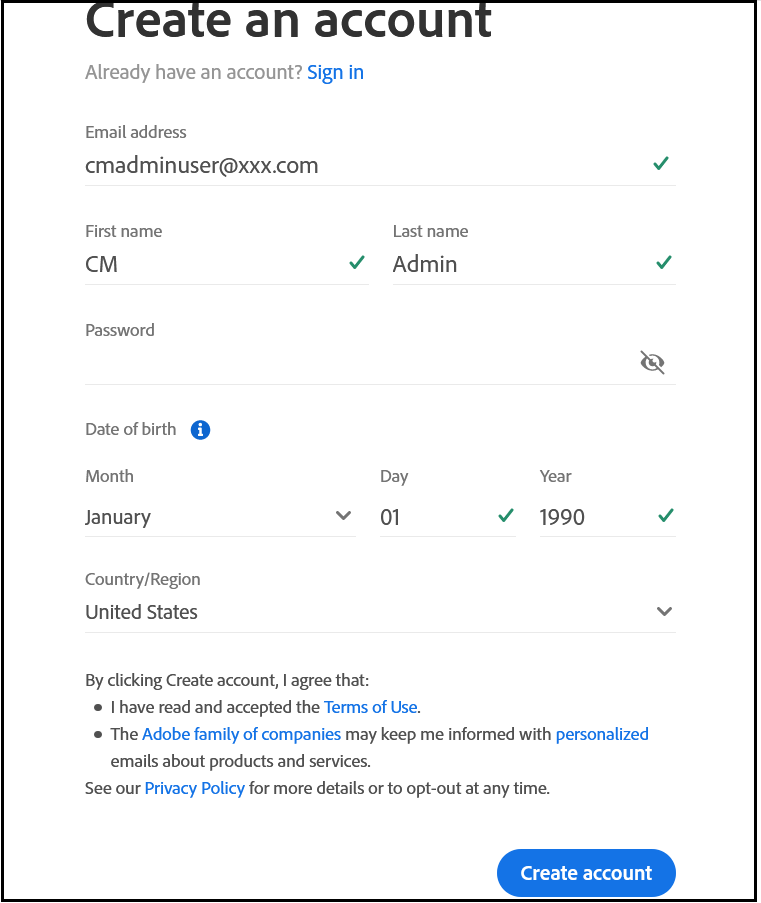 Create an account
Already have an account? Sign in
Email address
cmadminuser@xxx.com
First name
Last name
CM
Admin
Password
Date of birth
Month
Day
Year
January
01
1990
Country/Region
United States
By clicking Create account, I agree that:
• I have read and accepted the Terms of Use.
• The Adobe family of companies may keep me informed with personalized
emails about products and services.
See our Privacy Policy for more details or to opt-out at any time.
Create account